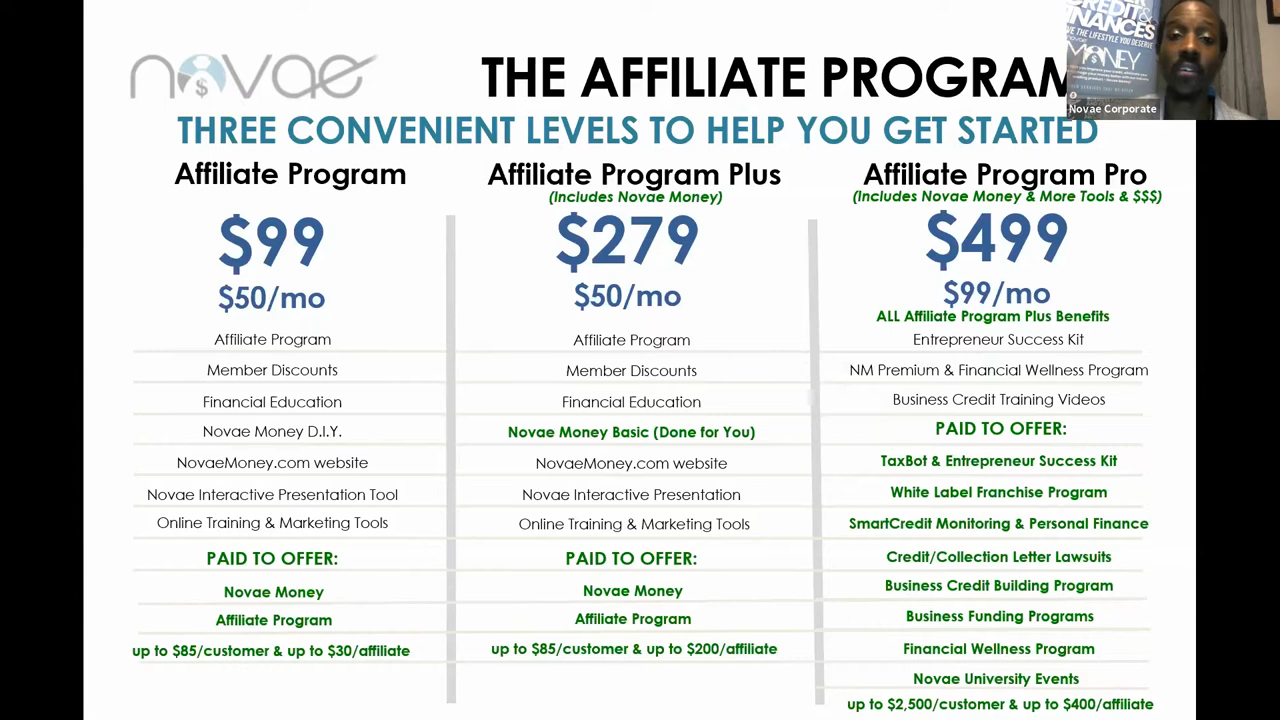 novae
$
THE AFFILIATE PROGRAM
THREE CONVENIENT LEVELS TO HELP YOU GET STARTED
CREDIT &
FINANCES
THE LIFESTYLE YOU DESERVE
MONEY
Novae Corporate
Affiliate Program
$99
$50/mo
Affiliate Program
Member Discounts
Financial Education
Novae Money D.I.Y.
NovaeMoney.com website
Novae Interactive Presentation Tool
Online Training & Marketing Tools
PAID TO OFFER:
Novae Money
Affiliate Program
up to $85/customer & up to $30/affiliate
Affiliate Program Plus
(Includes Novae Money)
$279
$50/mo
Affiliate Program
Member Discounts
Financial Education
Novae Money Basic (Done for You)
NovaeMoney.com website
Novae Interactive Presentation
Online Training & Marketing Tools
PAID TO OFFER:
Novae Money
Affiliate Program
up to $85/customer & up to $200/affiliate
Affiliate Program Pro
(Includes Novae Money & More Tools & $$$)
$499
$99/mo
ALL Affiliate Program Plus Benefits
Entrepreneur Success Kit
NM Premium & Financial Wellness Program
Business Credit Training Videos
PAID TO OFFER:
TaxBot & Entrepreneur Success Kit
White Label Franchise Program
SmartCredit Monitoring & Personal Finance
Credit/Collection Letter Lawsuits
Business Credit Building Program
Business Funding Programs
Financial Wellness Program
Novae University Events
up to $2,500/customer & up to $400/affiliate